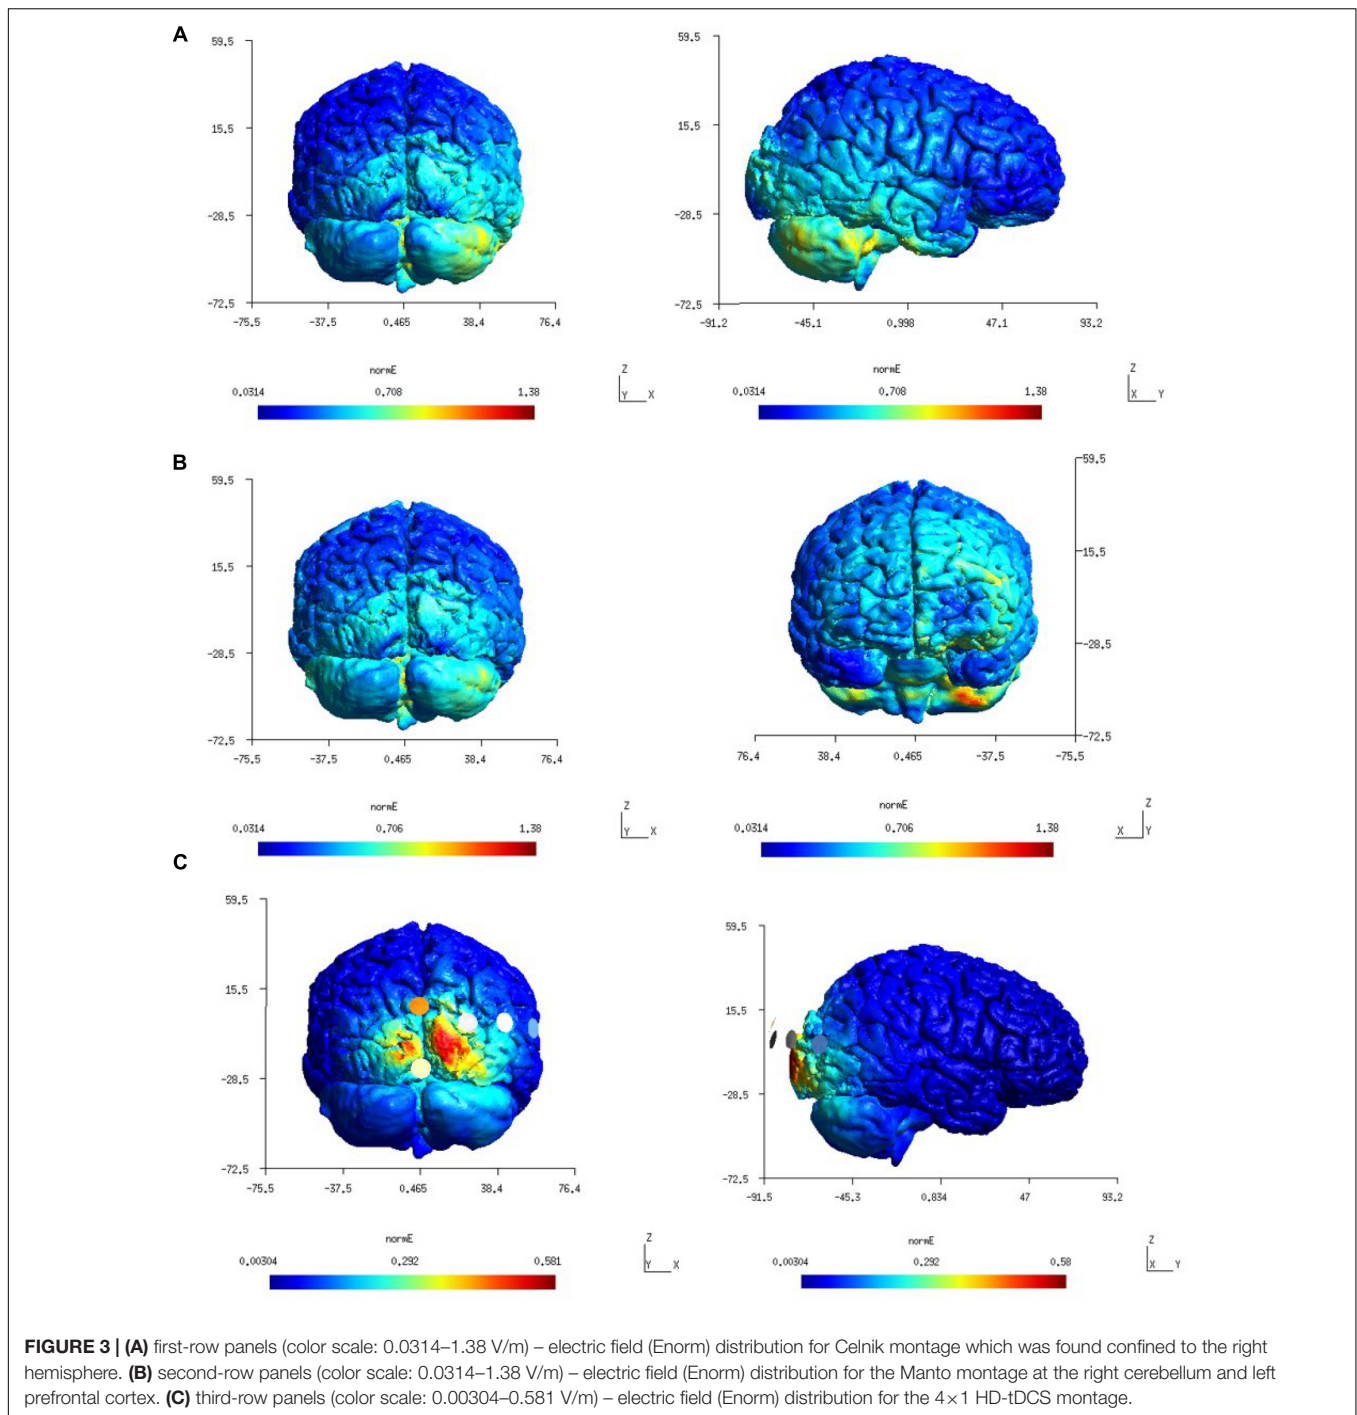 A
59.5
15.5
-28.5
-72.5
-75.5 -37.5 0.465 38.4 76.4
normE
0.0314 0.708 1.38
Z
Y X
59.5
15.5
-28.5
-72.5
-91.2 -45.1 0.998 47.1 93.2
normE
0.0314 0.708 1.38
Z
X Y
B
59.5
15.5
-28.5
-72.5
-75.5 -37.5 0.465 38.4 76.4
normE
0.0314 0.706 1.38
Z
Y X
59.5
15.5
-28.5
-72.5
76.4 38.4 0.465 -37.5 -75.5
normE
0.0314 0.706 1.38
Z
X Y
C
59.5
15.5
-28.5
-72.5
-75.5 -37.5 0.465 38.4 76.4
normE
0.00304 0.292 0.581
Z
Y X
59.5
15.5
-28.5
-72.5
-91.5 -45.3 0.834 47 93.2
normE
0.00304 0.292 0.58
Z
X Y
FIGURE 3 | (A) first-row panels (color scale: 0.0314–1.38 V/m) – electric field (Enorm) distribution for Celnik montage which was found confined to the right
hemisphere. (B) second-row panels (color scale: 0.0314–1.38 V/m) – electric field (Enorm) distribution for the Manto montage at the right cerebellum and left
prefrontal cortex. (C) third-row panels (color scale: 0.00304–0.581 V/m) – electric field (Enorm) distribution for the 4×1 HD-tDCS montage.